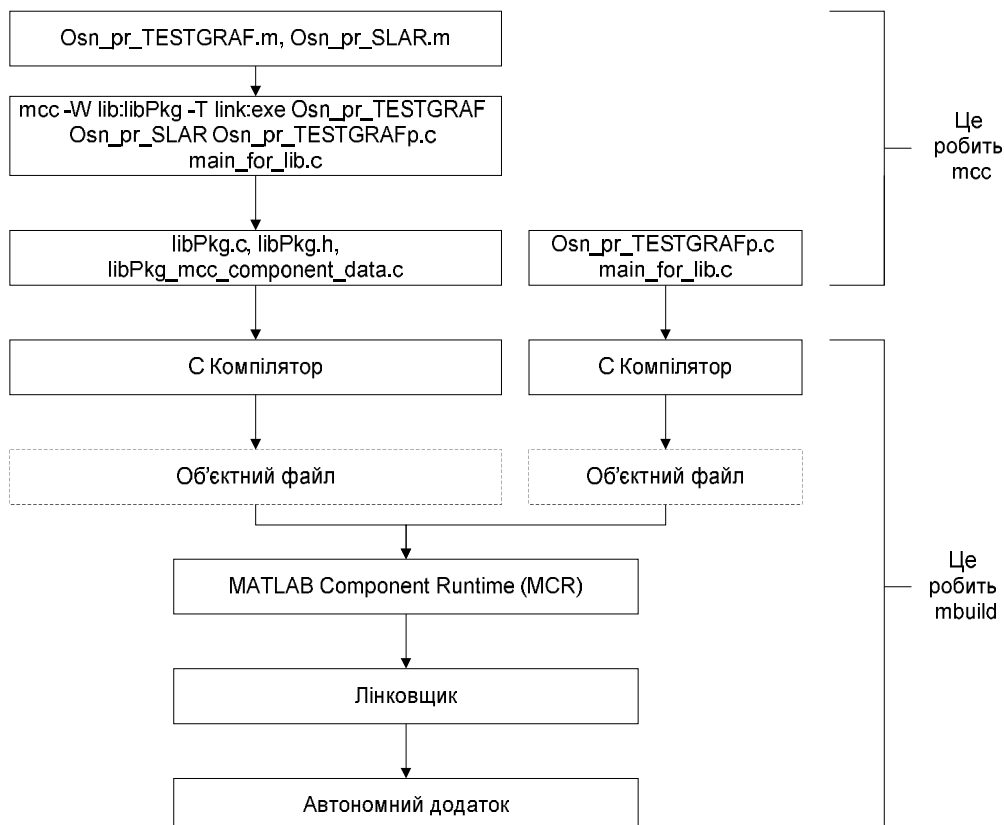 Osn_pr_TESTGRAF.m, Osn_pr_SLAR.m
mcc -W lib:libPkg -T link:exe Osn_pr_TESTGRAF
Osn_pr_SLAR Osn_pr_TESTGRAFp.c
main_for_lib.c
Це
робить
mcc
libPkg.c, libPkg.h,
libPkg_mcc_component_data.c
Osn_pr_TESTGRAFp.c
main_for_lib.c
С Компілятор
С Компілятор
Об'єктний файл
Об'єктний файл
MATLAB Component Runtime (MCR)
Це
робить
mbuild
Лінковщик
Автономний додаток